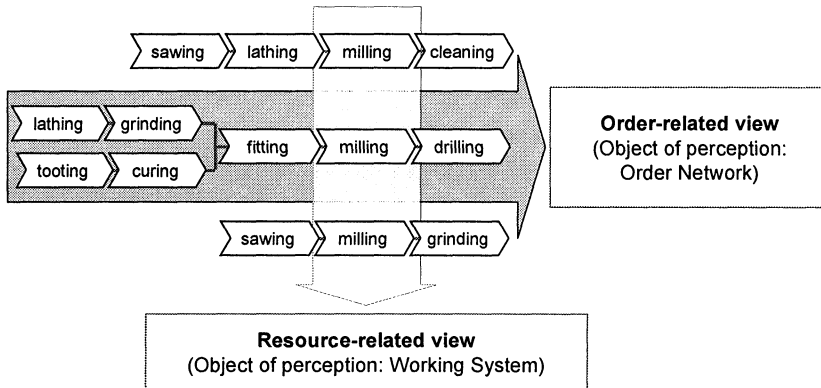 sawing lathing milling cleaning
lathing grinding
fitting milling drilling
tooting curing
sawing milling grinding
Order-related view
(Object of perception:
Order Network)
Resource-related view
(Object of perception: Working System)